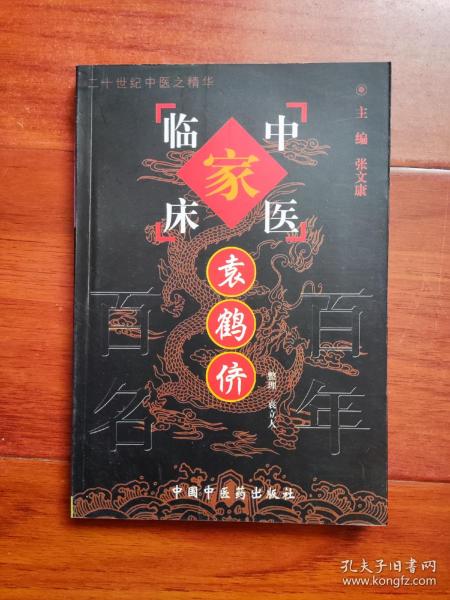 二十世纪中医之精华
主编 张文康
中医
临床
家
百年
百名
袁鹤侪
整理 袁立人
中国中医药出版社
孔夫子旧书网
www.kongfz.com